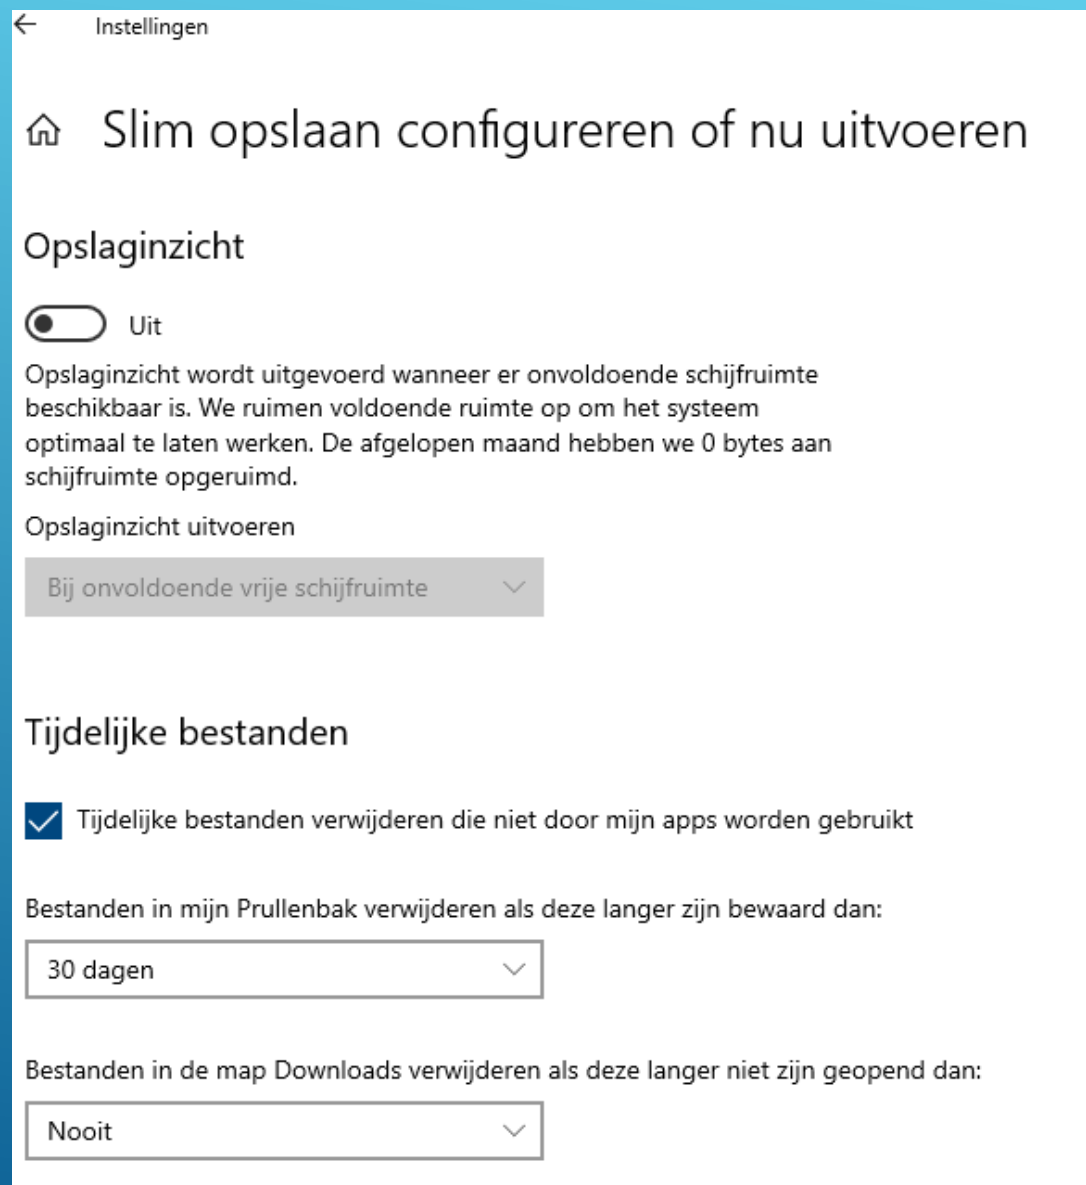 Instellingen
Slim opslaan configureren of nu uitvoeren
Opslaginzicht
Uit
Opslaginzicht wordt uitgevoerd wanneer er onvoldoende schijfruimte
beschikbaar is. We ruimen voldoende ruimte op om het systeem
optimaal te laten werken. De afgelopen maand hebben we 0 bytes aan
schijfruimte opgeruimd.
Opslaginzicht uitvoeren
Bij onvoldoende vrije schijfruimte
Tijdelijke bestanden
Tijdelijke bestanden verwijderen die niet door mijn apps worden gebruikt
Bestanden in mijn Prullenbak verwijderen als deze langer zijn bewaard dan:
30 dagen
Bestanden in de map Downloads verwijderen als deze langer niet zijn geopend dan:
Nooit